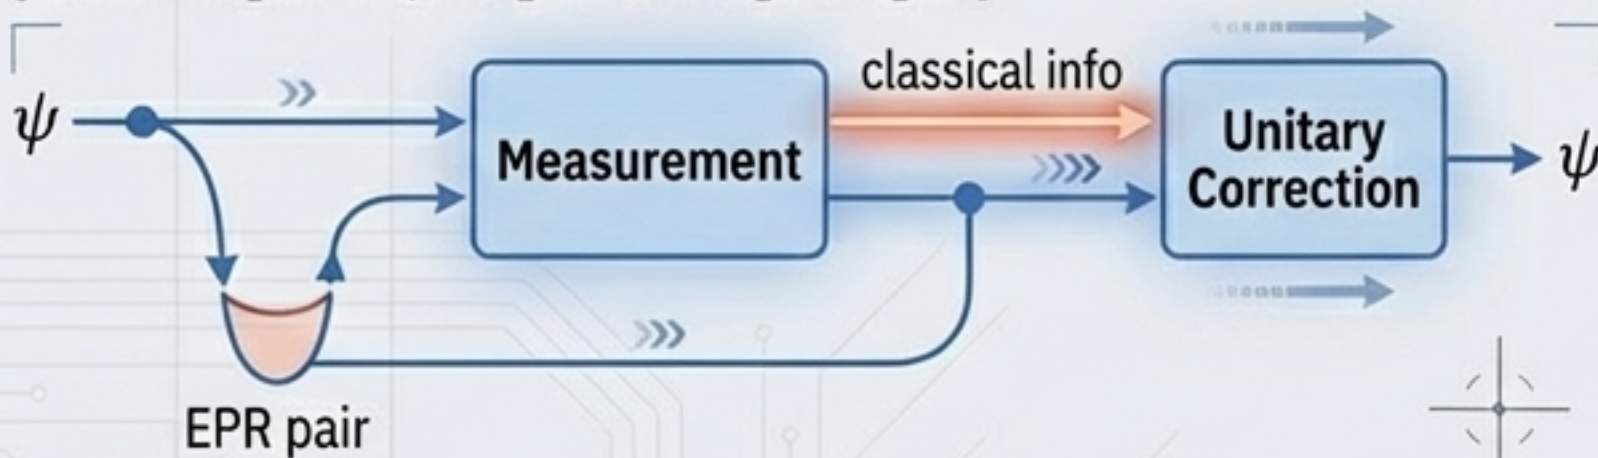 ψ
Measurement
classical info
Unitary
Correction
ψ
EPR pair